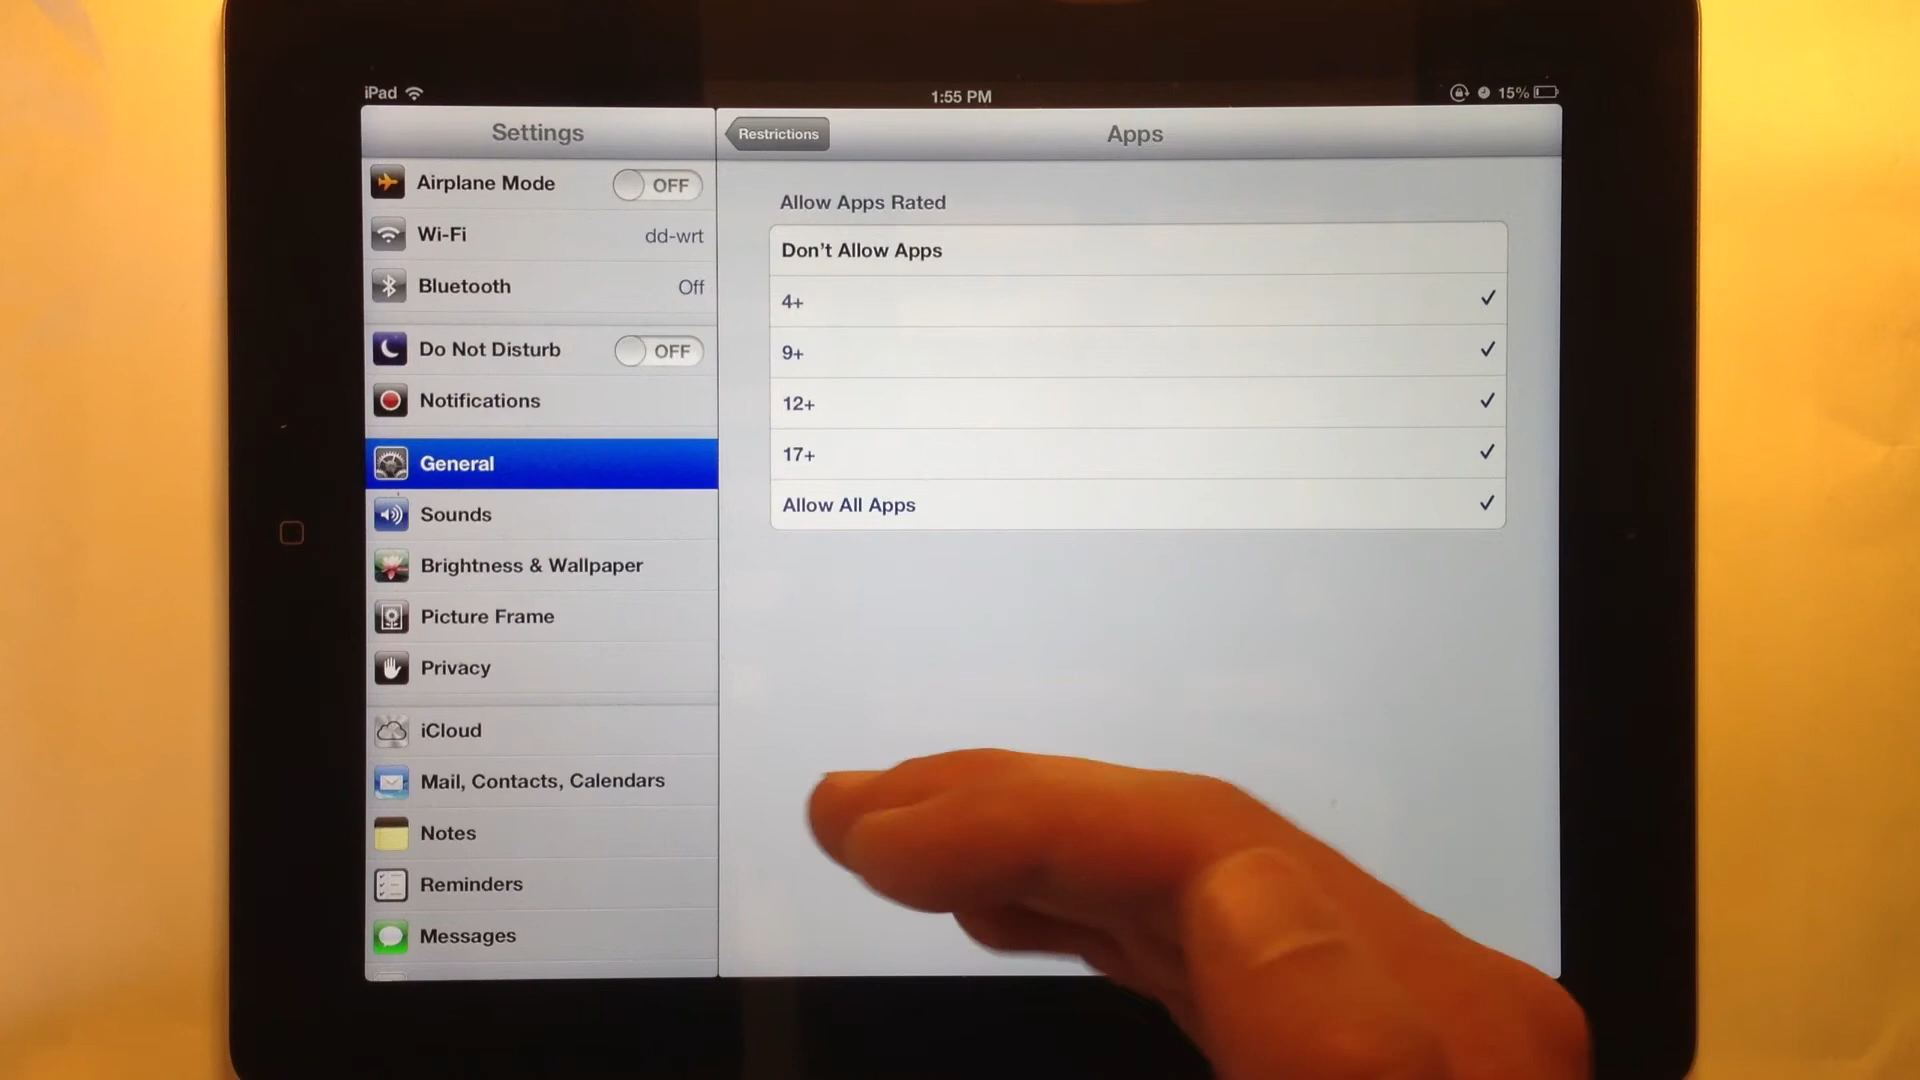 iPad
1:55 PM
15%
Settings
Restrictions
Apps
Airplane Mode
OFF
Wi-Fi
dd-wrt
Bluetooth
Off
Do Not Disturb
OFF
Notifications
General
Sounds
Brightness & Wallpaper
Picture Frame
Privacy
iCloud
Mail, Contacts, Calendars
Notes
Reminders
Messages
Allow Apps Rated
Don't Allow Apps
4+
9+
12+
17+
Allow All Apps